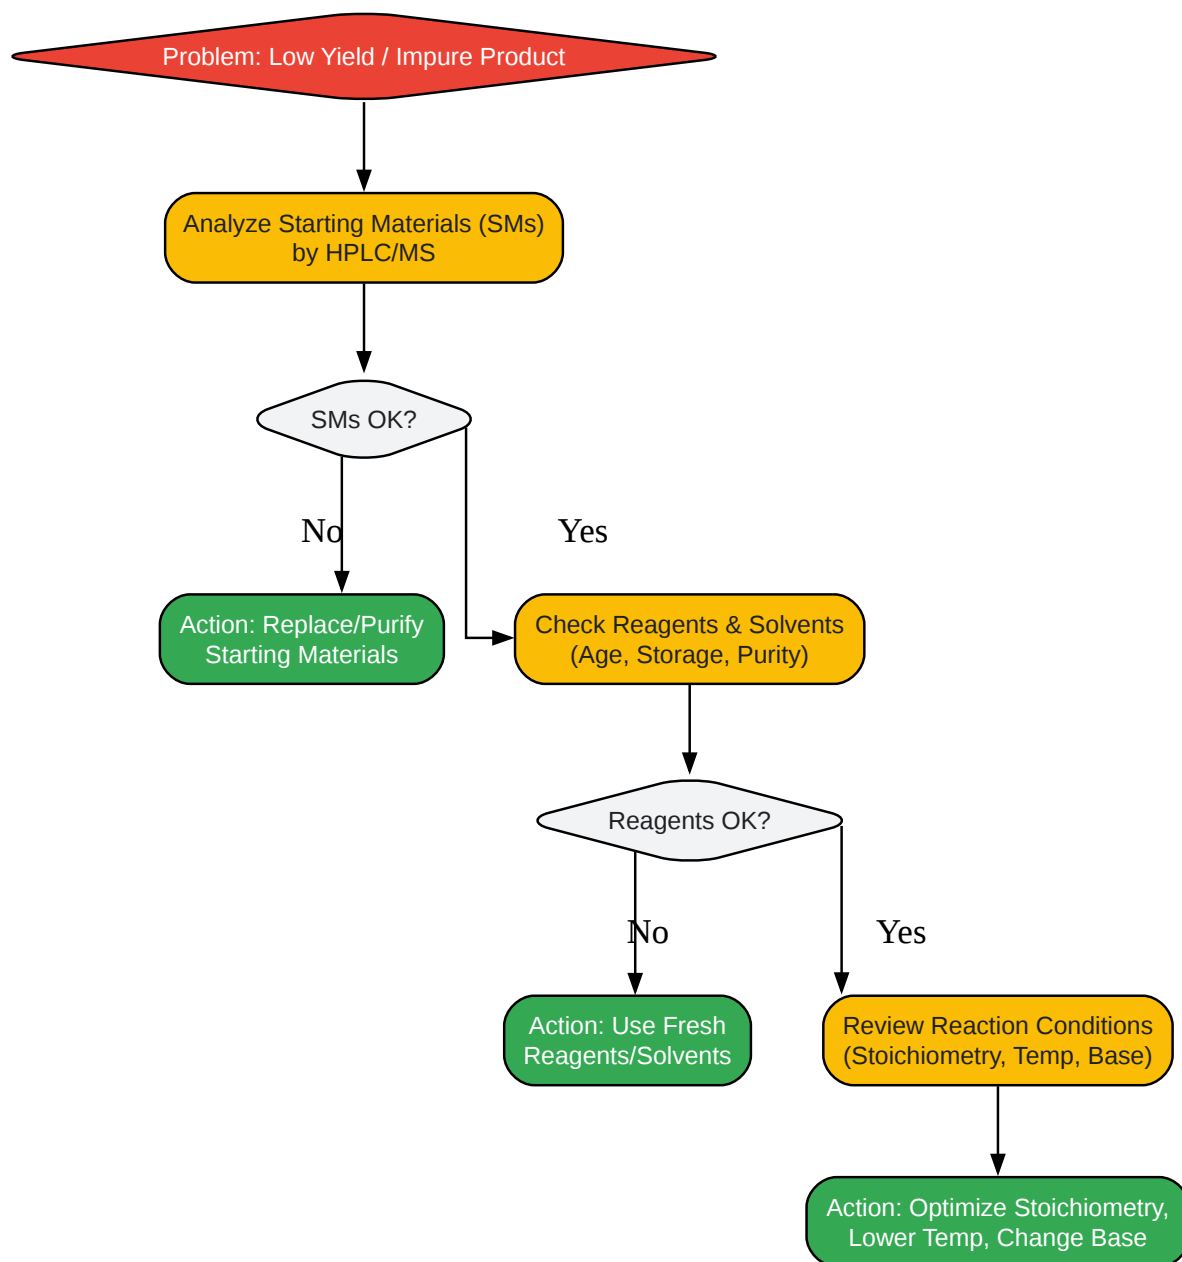 Problem: Low Yield / Impure Product
Analyze Starting Materials (SMs)
by HPLC/MS
SMs OK?
No
Yes
Action: Replace/Purify
Starting Materials
Check Reagents & Solvents
(Age, Storage, Purity)
Reagents OK?
No
Yes
Action: Use Fresh
Reagents/Solvents
Review Reaction Conditions
(Stoichiometry, Temp, Base)
Action: Optimize Stoichiometry,
Lower Temp, Change Base